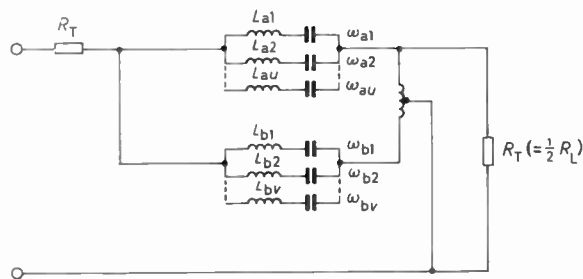 R_T
L_a1
ω_a1
L_a2
ω_a2
L_au
ω_au
L_b1
ω_b1
L_b2
ω_b2
L_bv
ω_bv
R_T (=½ R_L)